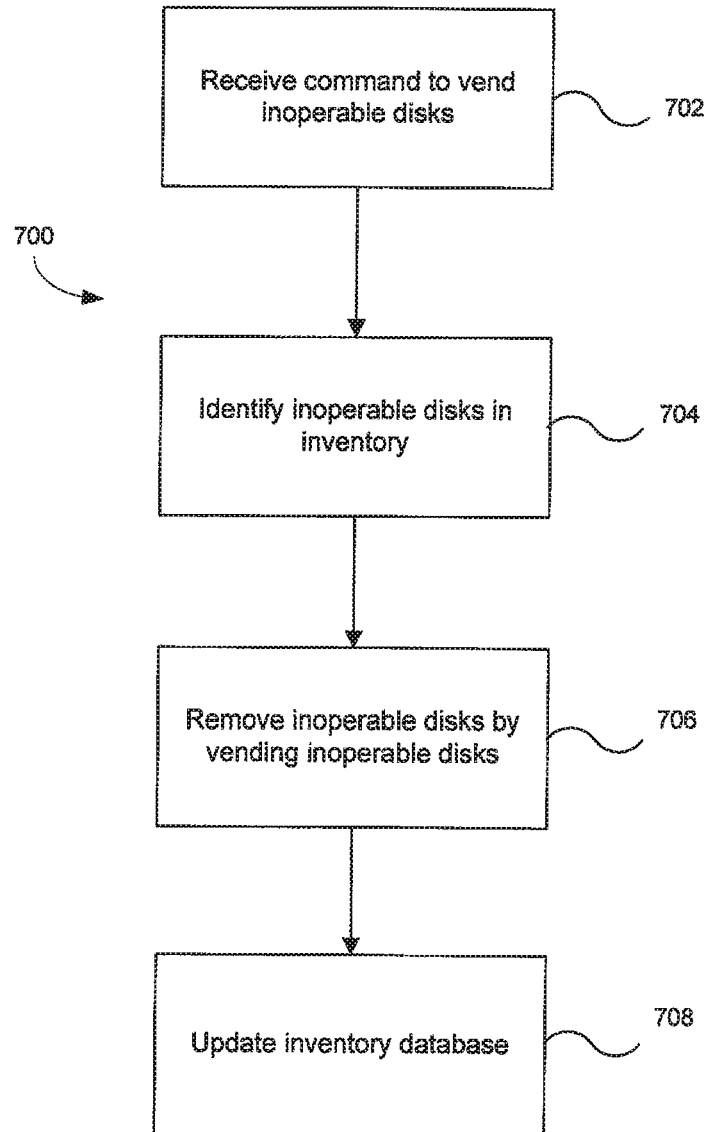 Receive command to vend
inoperable disks
702
700
Identify inoperable disks in
inventory
704
Remove inoperable disks by
vending inoperable disks
706
Update inventory database
708